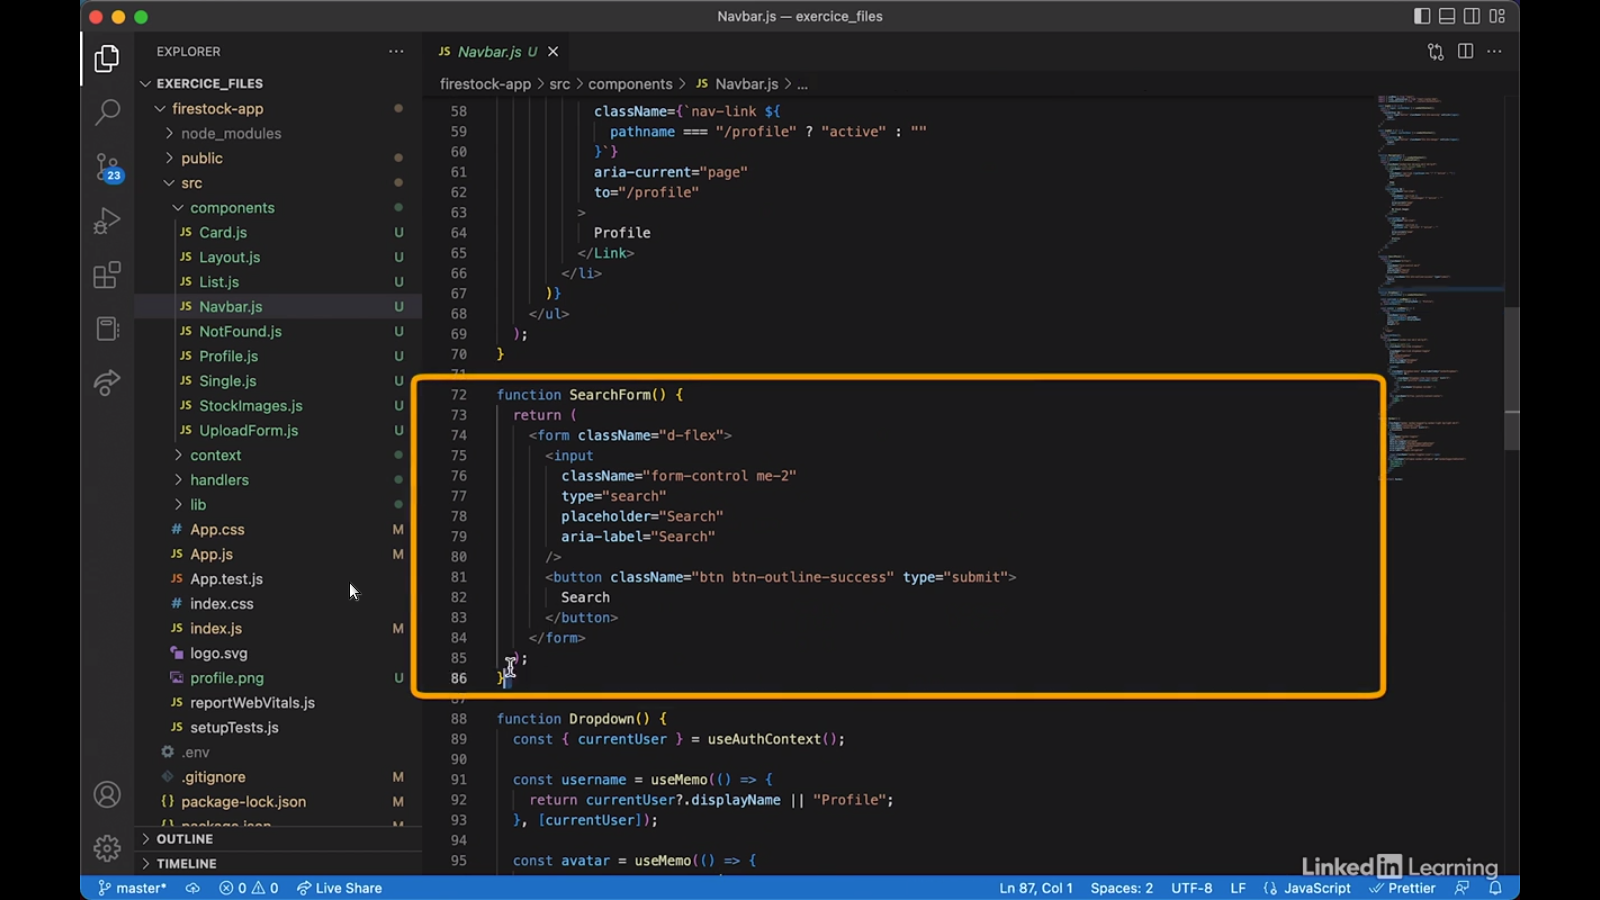 Navbar.js — exercice_files
EXPLORER
EXERCICE_FILES
firestock-app
node_modules
public
src
components
JS Card.js U
JS Layout.js U
JS List.js U
JS Navbar.js U
JS NotFound.js U
JS Profile.js U
JS Single.js U
JS StockImages.js U
JS UploadForm.js U
context
handlers
lib
# App.css M
JS App.js M
JS App.test.js
# index.css
JS index.js M
logo.svg
profile.png U
JS reportWebVitals.js
JS setupTests.js
.env
.gitignore M
{} package-lock.json M
OUTLINE
TIMELINE
23
JS Navbar.js U
firestock-app > src > components > JS Navbar.js > ...
58 className={`nav-link ${
59 pathname === "/profile" ? "active" : ""
60 }`}
61 aria-current="page"
62 to="/profile"
63 >
64 Profile
65 </Link>
66 </li>
67 )}
68 </ul>
69 );
70 }
71
72 function SearchForm() {
73 return (
74 <form className="d-flex">
75 <input
76 className="form-control me-2"
77 type="search"
78 placeholder="Search"
79 aria-label="Search"
80 />
81 <button className="btn btn-outline-success" type="submit">
82 Search
83 </button>
84 </form>
85 );
86 }
87
88 function Dropdown() {
89 const { currentUser } = useAuthContext();
90
91 const username = useMemo(() => {
92 return currentUser?.displayName || "Profile";
93 }, [currentUser]);
94
95 const avatar = useMemo(() => {
LinkedIn Learning
master* 0 0 Live Share Ln 87, Col 1 Spaces: 2 UTF-8 LF {} JavaScript Prettier